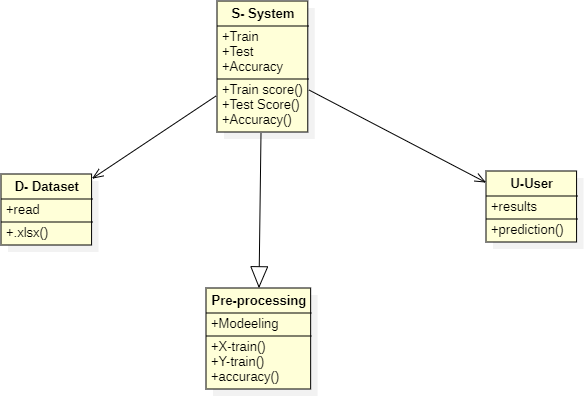 S- System
+Train
+Test
+Accuracy
+Train score()
+Test Score()
+Accuracy()
D- Dataset
+read
+.xlsx()
U-User
+results
+prediction()
Pre-processing
+Modeeling
+X-train()
+Y-train()
+accuracy()